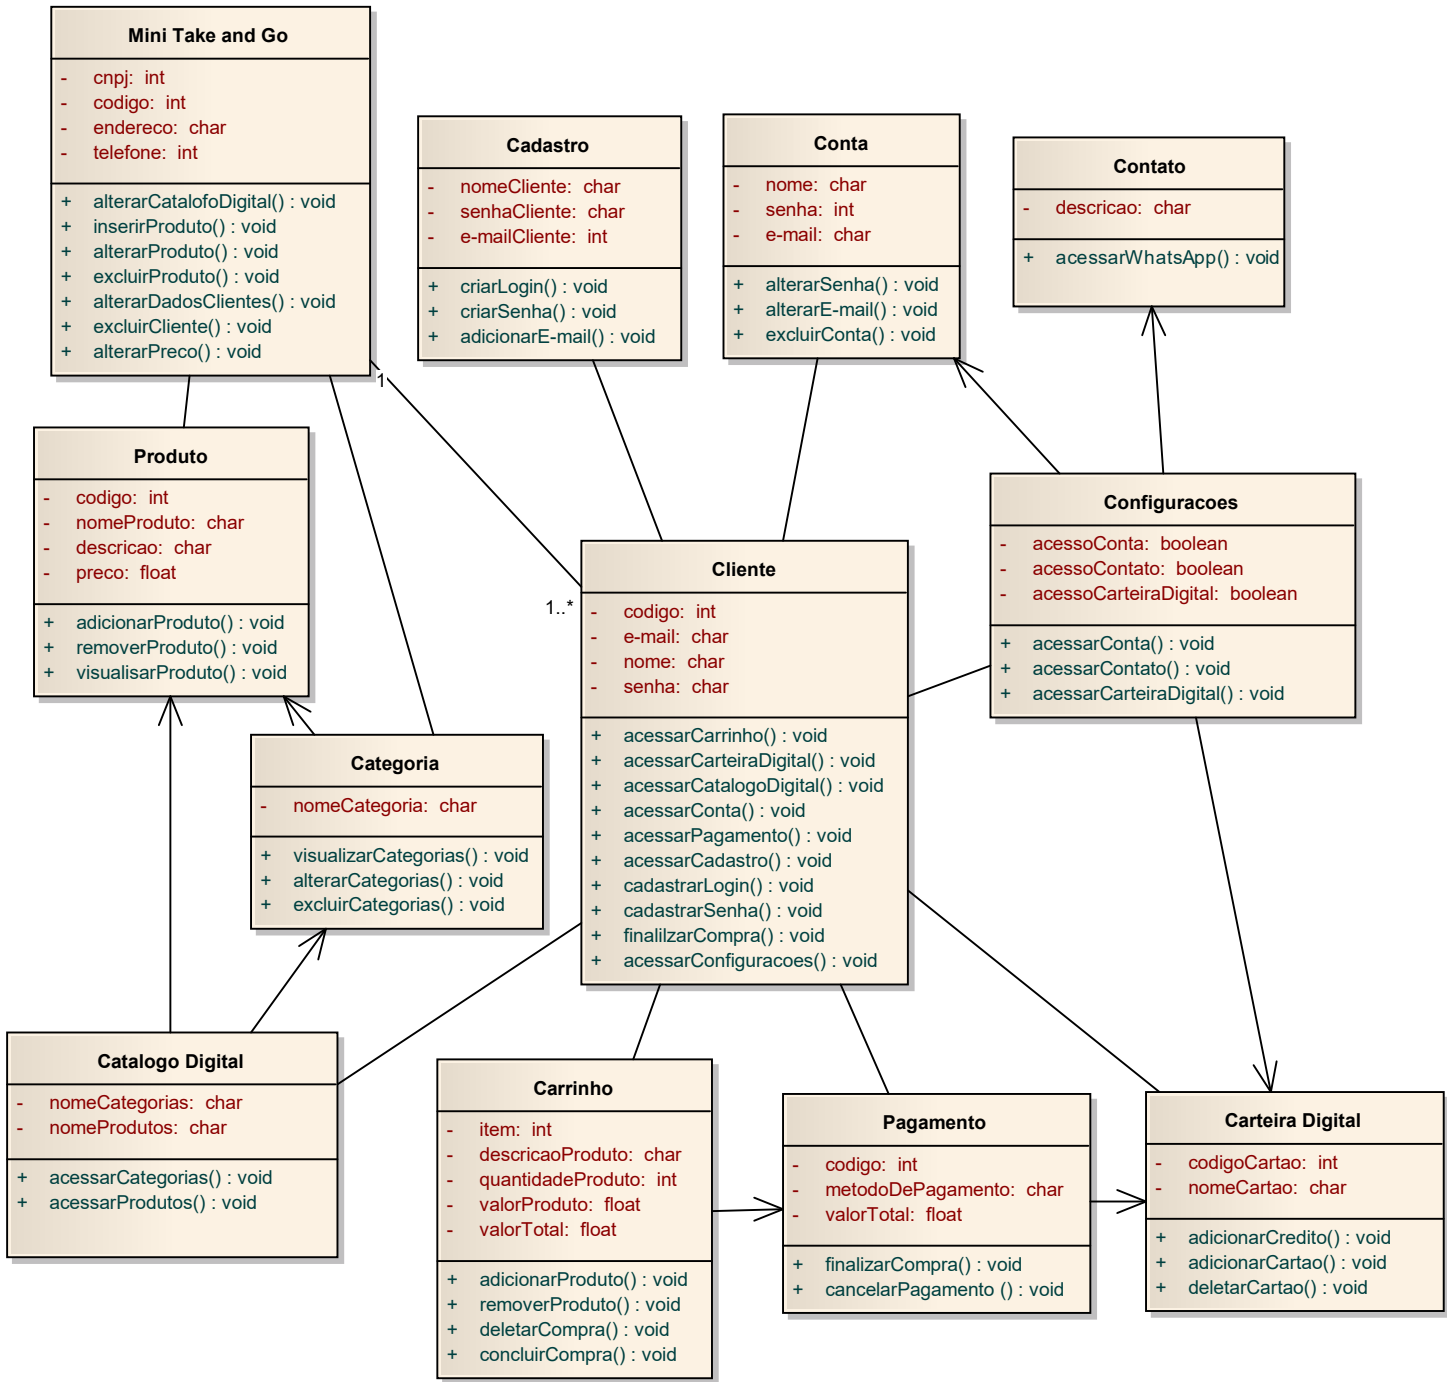 Mini Take and Go
- cnpj: int
- codigo: int
- endereco: char
- telefone: int
+ alterarCatalofoDigital() : void
+ inserirProduto() : void
+ alterarProduto() : void
+ excluirProduto() : void
+ alterarDadosClientes() : void
+ excluirCliente() : void
+ alterarPreco() : void
Cadastro
- nomeCliente: char
- senhaCliente: char
- e-mailCliente: int
+ criarLogin() : void
+ criarSenha() : void
+ adicionarE-mail() : void
Conta
- nome: char
- senha: int
- e-mail: char
+ alterarSenha() : void
+ alterarE-mail() : void
+ excluirConta() : void
Contato
- descricao: char
+ acessarWhatsApp() : void
1
1..*
Produto
- codigo: int
- nomeProduto: char
- descricao: char
- preco: float
+ adicionarProduto() : void
+ removerProduto() : void
+ visualisarProduto() : void
Configuracoes
- acessoConta: boolean
- acessoContato: boolean
- acessoCarteiraDigital: boolean
+ acessarConta() : void
+ acessarContato() : void
+ acessarCarteiraDigital() : void
Cliente
- codigo: int
- e-mail: char
- nome: char
- senha: char
+ acessarCarrinho() : void
+ acessarCarteiraDigital() : void
+ acessarCatalogoDigital() : void
+ acessarConta() : void
+ acessarPagamento() : void
+ acessarCadastro() : void
+ cadastrarLogin() : void
+ cadastrarSenha() : void
+ finalilzarCompra() : void
+ acessarConfiguracoes() : void
Categoria
- nomeCategoria: char
+ visualizarCategorias() : void
+ alterarCategorias() : void
+ excluirCategorias() : void
Catalogo Digital
- nomeCategorias: char
- nomeProdutos: char
+ acessarCategorias() : void
+ acessarProdutos() : void
Carrinho
- item: int
- descricaoProduto: char
- quantidadeProduto: int
- valorProduto: float
- valorTotal: float
+ adicionarProduto() : void
+ removerProduto() : void
+ deletarCompra() : void
+ concluirCompra() : void
Pagamento
- codigo: int
- metodoDePagamento: char
- valorTotal: float
+ finalizarCompra() : void
+ cancelarPagamento () : void
Carteira Digital
- codigoCartao: int
- nomeCartao: char
+ adicionarCredito() : void
+ adicionarCartao() : void
+ deletarCartao() : void